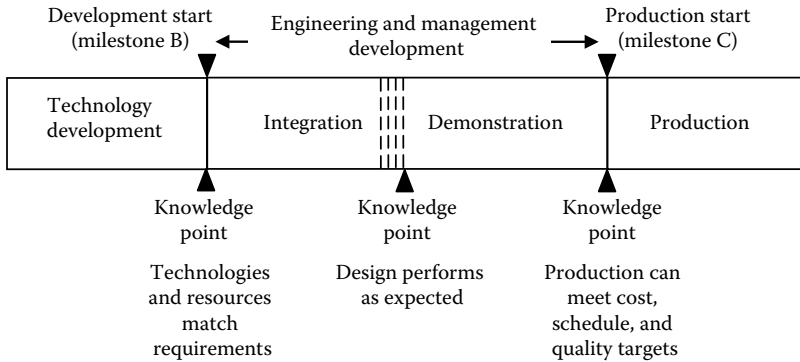 Development start
(milestone B)
Engineering and management
development
Production start
(milestone C)
Technology
development
Integration
Demonstration
Production
Knowledge
point
Knowledge
point
Knowledge
point
Technologies
and resources
match
requirements
Design performs
as expected
Production can
meet cost,
schedule, and
quality targets